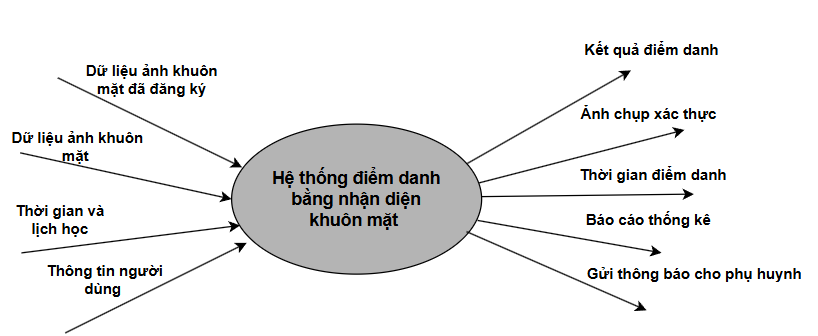 Dữ liệu ảnh khuôn
mặt đã đăng ký
Dữ liệu ảnh khuôn
mặt
Thời gian và
lịch học
Thông tin người
dùng
Hệ thống điểm danh
bằng nhận diện
khuôn mặt
Kết quả điểm danh
Ảnh chụp xác thực
Thời gian điểm danh
Báo cáo thống kê
Gửi thông báo cho phụ huynh